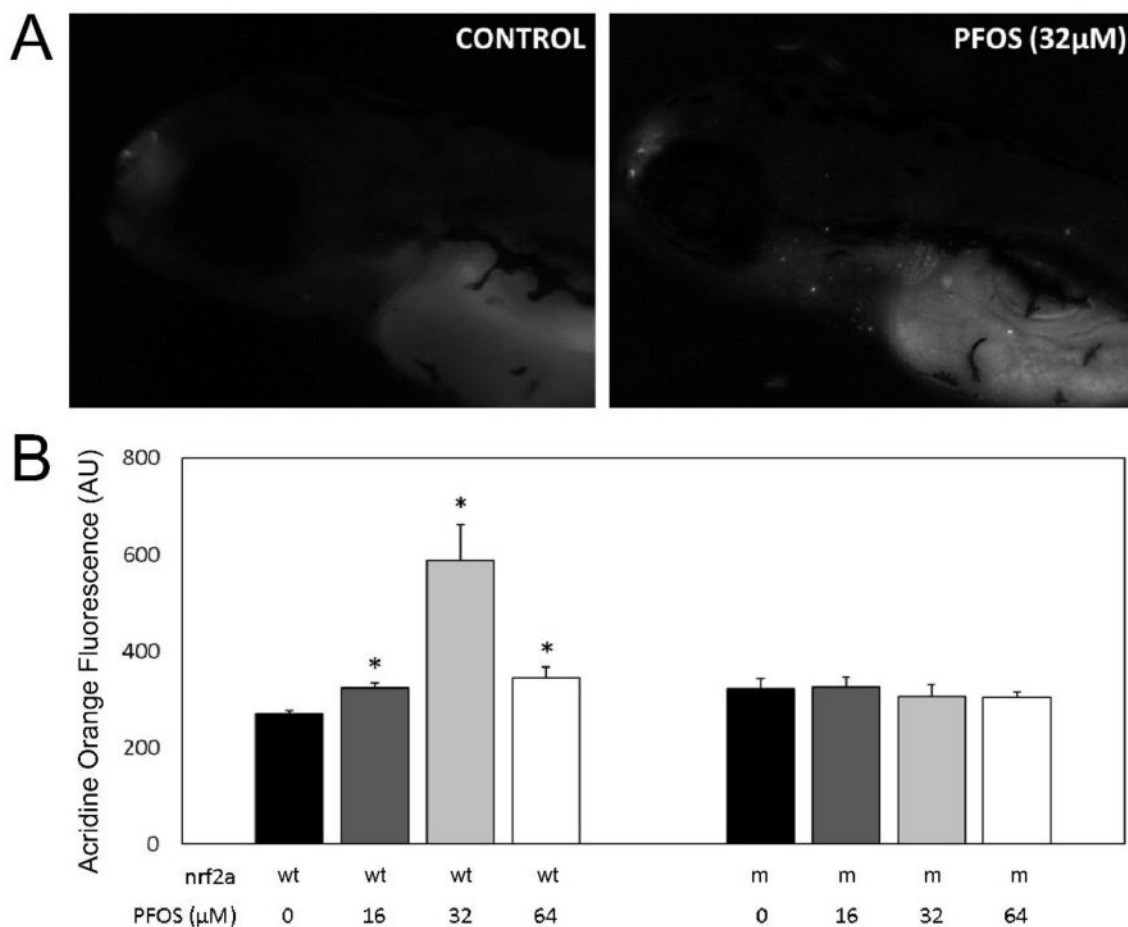 A
CONTROL
PFOS (32µM)
B
Acridine Orange Fluorescence (AU)
800
600
400
200
0
*
*
*
nrf2a wt wt wt wt m m m m
PFOS (µM) 0 16 32 64 0 16 32 64